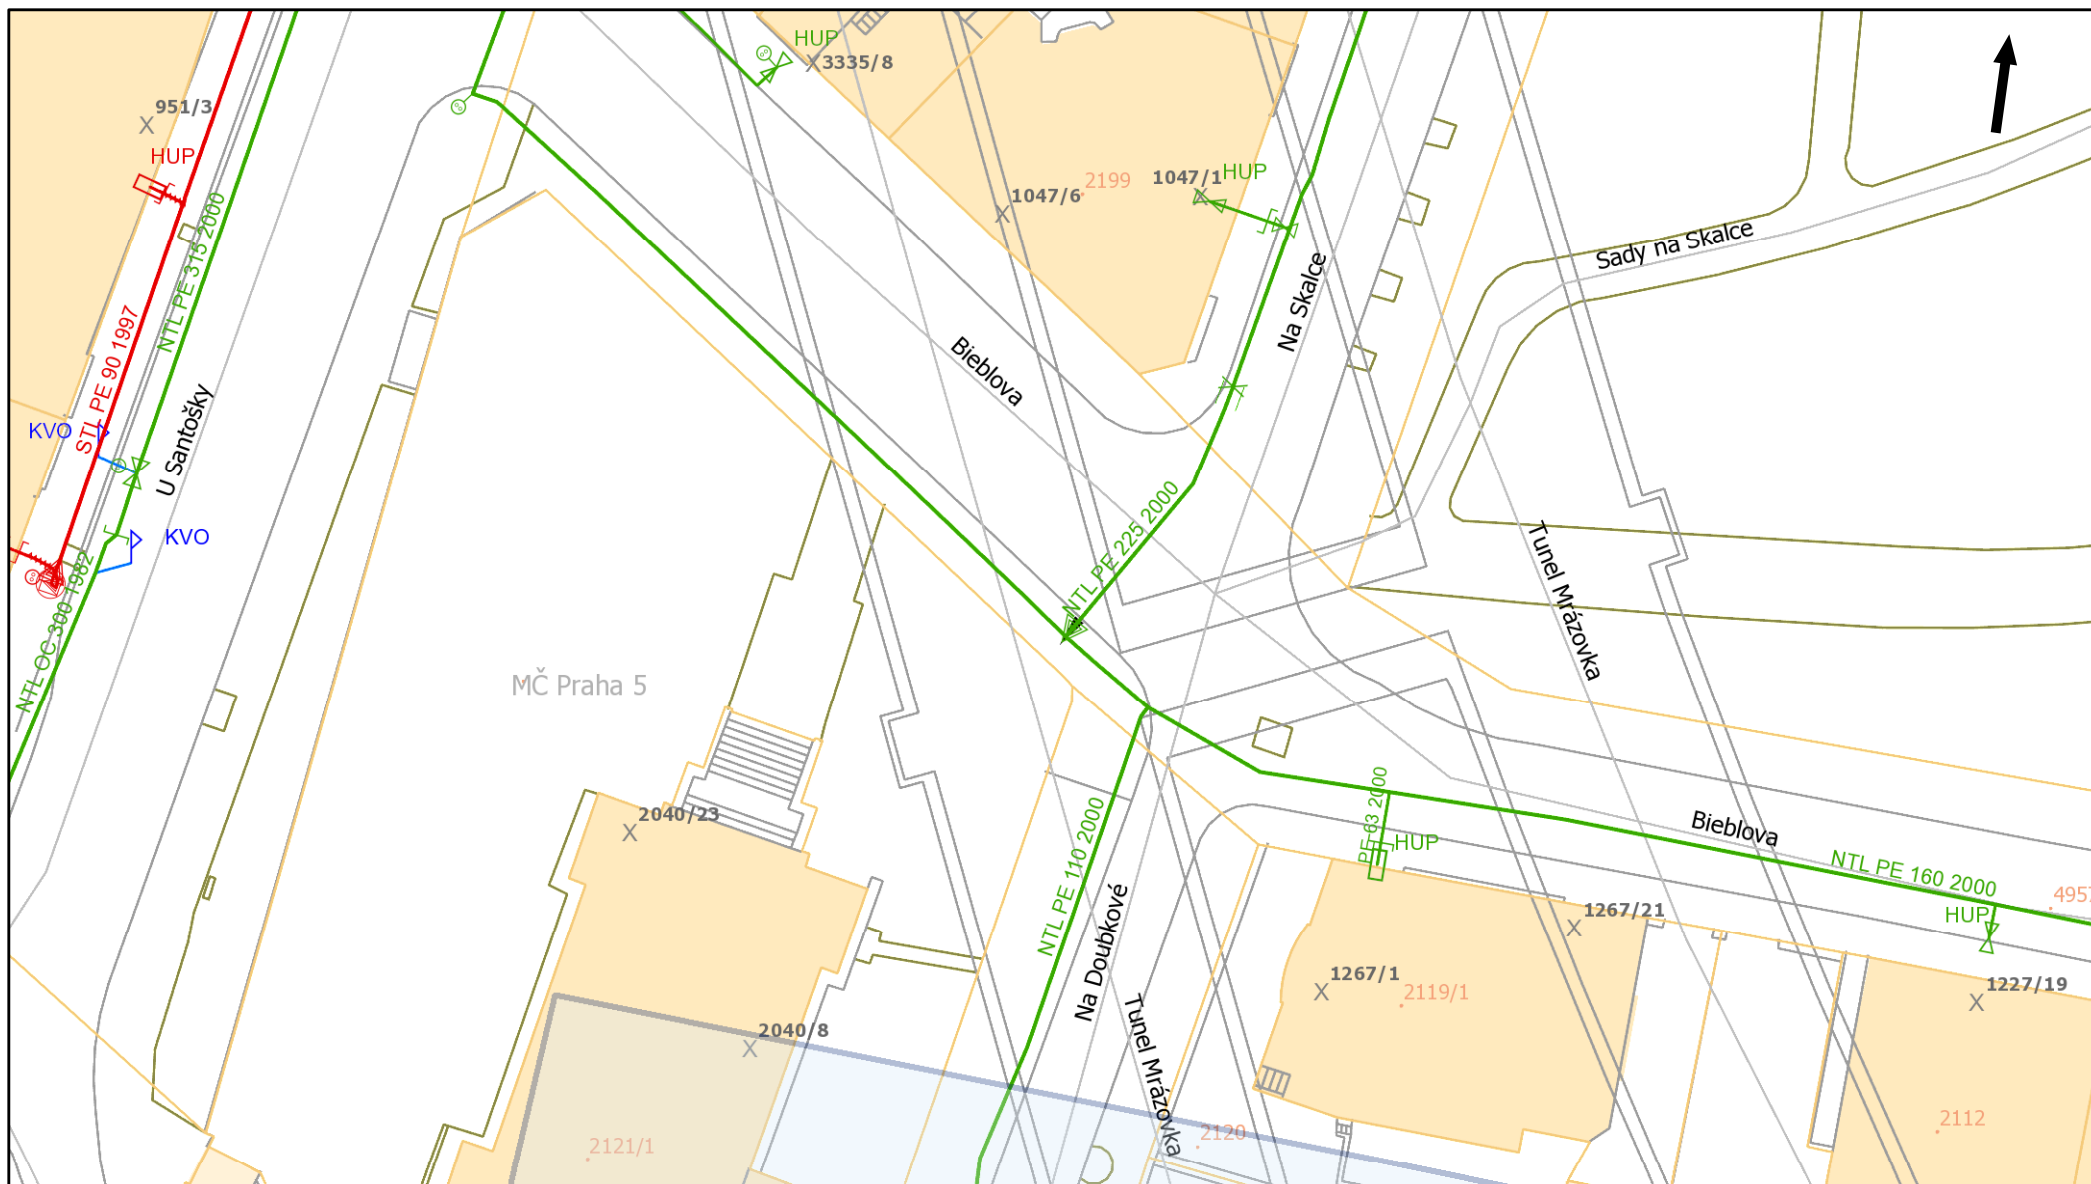 HUP
3335/8
951/3
HUP
1047/6
2199
1047/1
HUP
NTL PE 315 2000
Na Skalce
Sady na Skalce
STL PE 90 1997
Bieblova
KVO
U Santošky
KVO
NTL PE 225 2000
Tunel Mrázovka
NTL OC 300 1982
MČ Praha 5
2040/23
PE 63 2000
HUP
Bieblova
NTL PE 160 2000
NTL PE 110 2000
1267/21
HUP
Na Doubkové
1267/1
2119/1
1227/19
2040/8
Tunel Mrázovka
2121/1
2120
2112